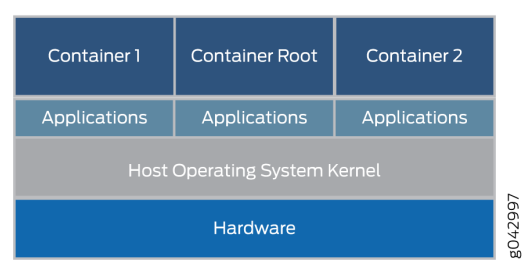 Container 1
Container Root
Container 2
Applications
Applications
Applications
Host Operating System Kernel
Hardware
g042997